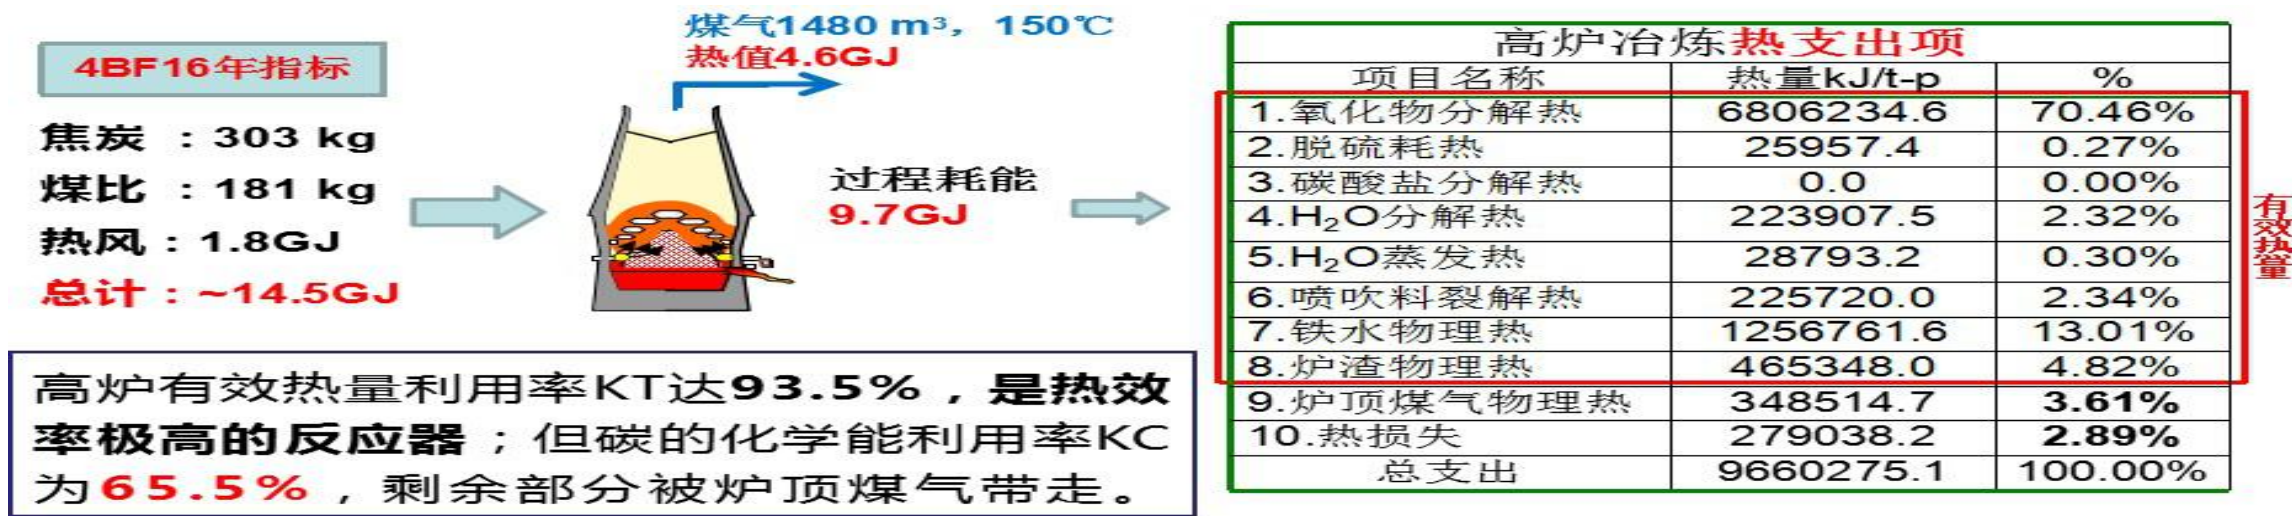 4BF16年指标
焦炭 ：303 kg
煤比 ：181 kg
热风：1.8GJ
总计：~14.5GJ
煤气1480 m³，150℃
热值4.6GJ
过程耗能
9.7GJ
高炉有效热量利用率KT达93.5%，是热效
率极高的反应器；但碳的化学能利用率KC
为65.5%，剩余部分被炉顶煤气带走。
高炉冶炼热支出项
项目名称 热量kJ/t-p %
1.氧化物分解热 6806234.6 70.46%
2.脱硫耗热 25957.4 0.27%
3.碳酸盐分解热 0.0 0.00%
4.H₂O分解热 223907.5 2.32%
5.H₂O蒸发热 28793.2 0.30%
6.喷吹料裂解热 225720.0 2.34%
7.铁水物理热 1256761.6 13.01%
8.炉渣物理热 465348.0 4.82%
9.炉顶煤气物理热 348514.7 3.61%
10.热损失 279038.2 2.89%
总支出 9660275.1 100.00%
有效热量